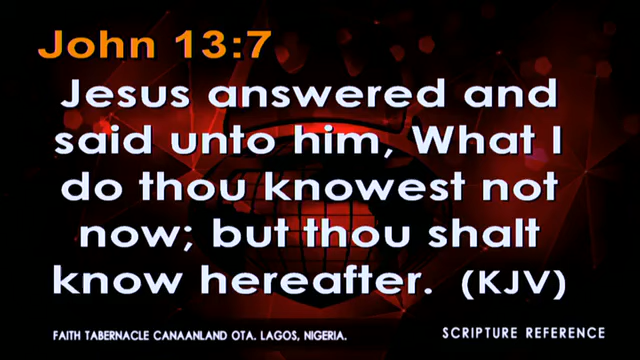 John 13:7
Jesus answered and
said unto him, What I
do thou knowest not
now; but thou shalt
know hereafter. (KJV)
FAITH TABERNACLE CANAANLAND OTA. LAGOS, NIGERIA.
SCRIPTURE REFERENCE